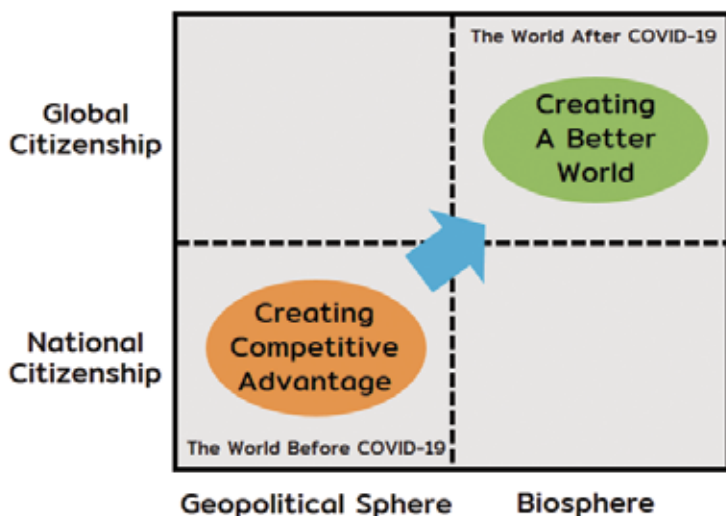 The World After COVID-19
Global
Citizenship
Creating
A Better
World
National
Citizenship
Creating
Competitive
Advantage
The World Before COVID-19
Geopolitical Sphere
Biosphere